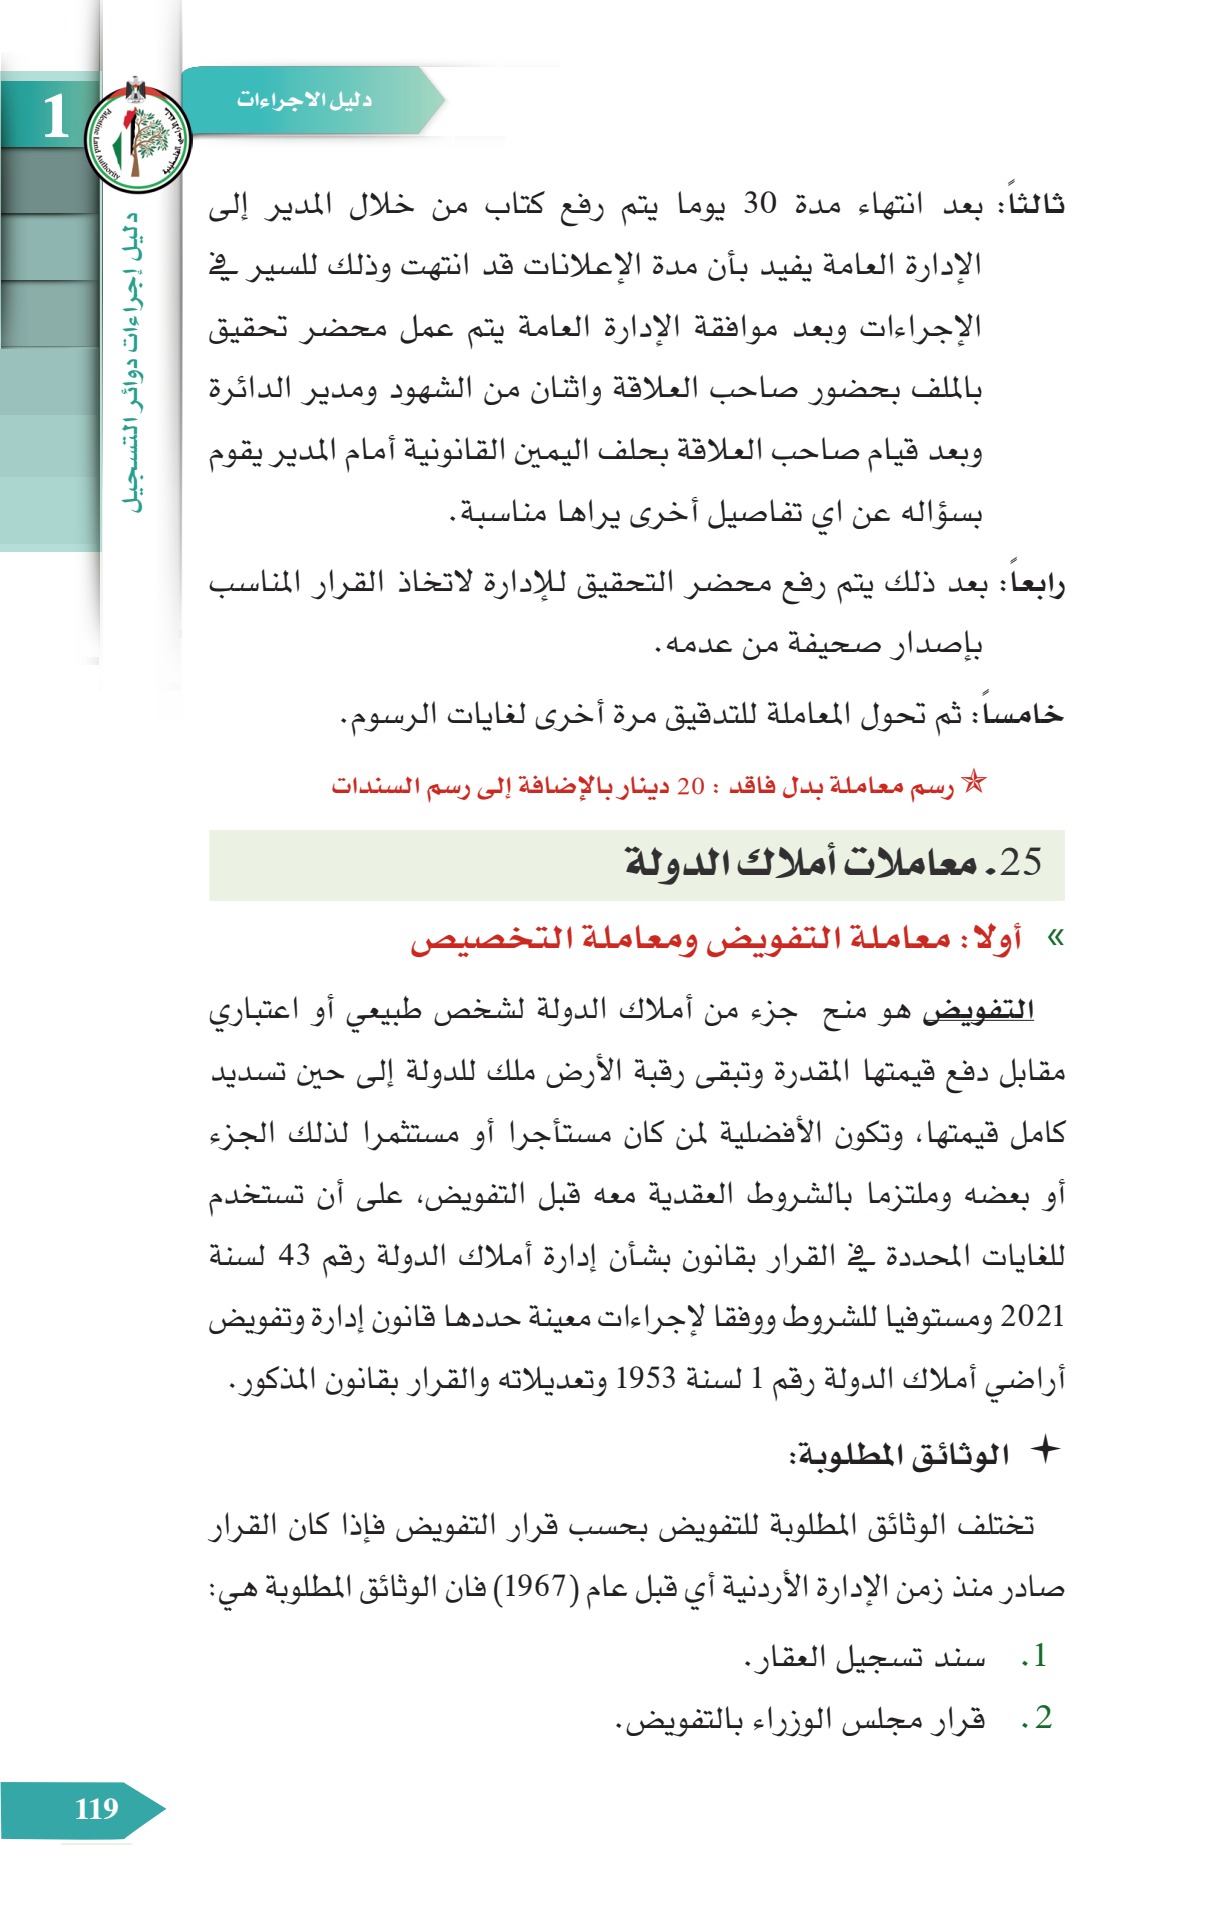 دليل الاجراءات
1
Palestine Land Authority
دليل إجراءات دوائر التسجيل
ثالثاً: بعد انتهاء مدة 30 يوما يتم رفع كتاب من خلال المدير إلى
الإدارة العامة يفيد بأن مدة الإعلانات قد انتهت وذلك للسير في
الإجراءات وبعد موافقة الإدارة العامة يتم عمل محضر تحقيق
بالملف بحضور صاحب العلاقة واثنان من الشهود ومدير الدائرة
وبعد قيام صاحب العلاقة بحلف اليمين القانونية أمام المدير يقوم
بسؤاله عن اي تفاصيل أخرى يراها مناسبة.
رابعاً: بعد ذلك يتم رفع محضر التحقيق للإدارة لاتخاذ القرار المناسب
بإصدار صحيفة من عدمه.
خامساً: ثم تحول المعاملة للتدقيق مرة أخرى لغايات الرسوم.
رسم معاملة بدل فاقد : 20 دينار بالإضافة إلى رسم السندات
25. معاملات أملاك الدولة
» أولا: معاملة التفويض ومعاملة التخصيص
التفويض هو منح جزء من أملاك الدولة لشخص طبيعي أو اعتباري
مقابل دفع قيمتها المقدرة وتبقى رقبة الأرض ملك للدولة إلى حين تسديد
كامل قيمتها، وتكون الأفضلية لمن كان مستأجرا أو مستثمرا لذلك الجزء
أو بعضه وملتزما بالشروط العقدية معه قبل التفويض، على أن تستخدم
للغايات المحددة في القرار بقانون بشأن إدارة أملاك الدولة رقم 43 لسنة
2021 ومستوفيا للشروط ووفقا لإجراءات معينة حددها قانون إدارة وتفويض
أراضي أملاك الدولة رقم 1 لسنة 1953 وتعديلاته والقرار بقانون المذكور.
الوثائق المطلوبة:
تختلف الوثائق المطلوبة للتفويض بحسب قرار التفويض فإذا كان القرار
صادر منذ زمن الإدارة الأردنية أي قبل عام (1967) فان الوثائق المطلوبة هي:
1. سند تسجيل العقار.
2. قرار مجلس الوزراء بالتفويض.
119